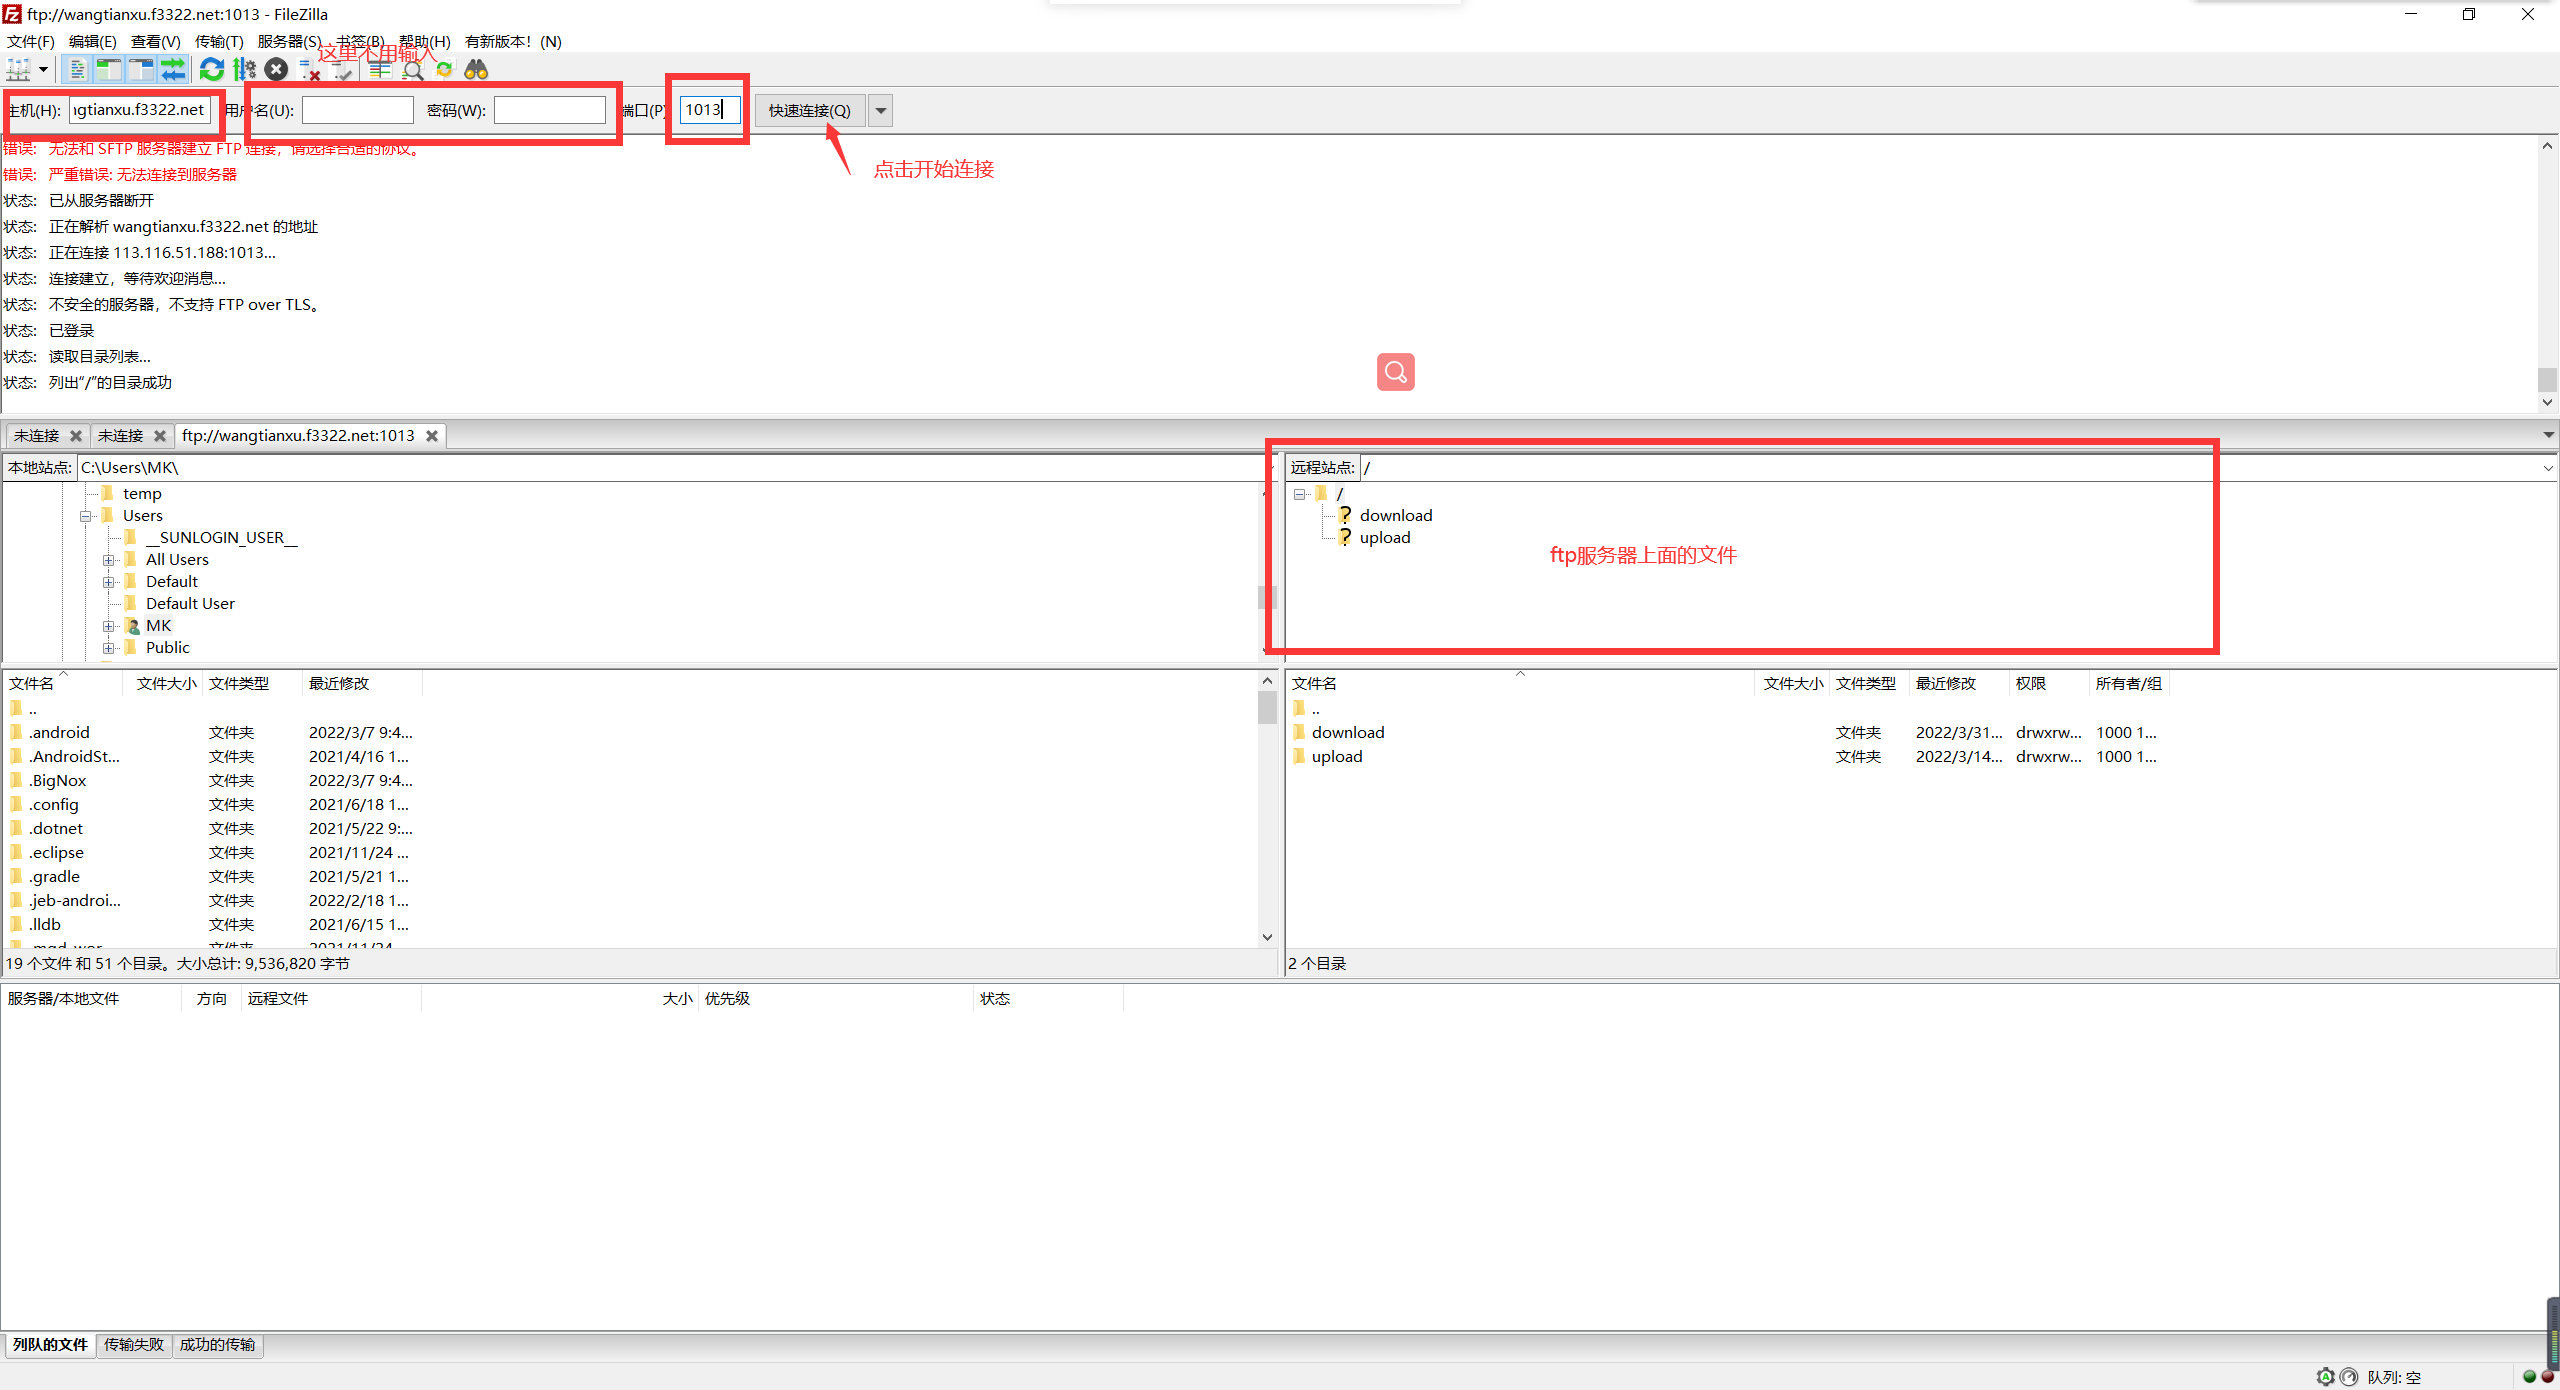 ftp://wangtianxu.f3322.net:1013 - FileZilla
文件(F) 编辑(E) 查看(V) 传输(T) 服务器(S) 书签(B) 帮助(H) 有新版本！(N)
这里不用输入
主机(H): ngtianxu.f3322.net 用户名(U): 密码(W): 端口(P) 1013 快速连接(Q)
点击开始连接
错误: 无法和 SFTP 服务器建立 FTP 连接，请选择合适的协议。
错误: 严重错误: 无法连接到服务器
状态: 已从服务器断开
状态: 正在解析 wangtianxu.f3322.net 的地址
状态: 正在连接 113.116.51.188:1013...
状态: 连接建立，等待欢迎消息...
状态: 不安全的服务器，不支持 FTP over TLS。
状态: 已登录
状态: 读取目录列表...
状态: 列出“/”的目录成功
未连接 未连接 ftp://wangtianxu.f3322.net:1013
本地站点: C:\Users\MK\
temp
Users
__SUNLOGIN_USER__
All Users
Default
Default User
MK
Public
远程站点: /
/
download
upload
ftp服务器上面的文件
文件名 文件大小 文件类型 最近修改
..
.android 文件夹 2022/3/7 9:4...
.AndroidSt... 文件夹 2021/4/16 1...
.BigNox 文件夹 2022/3/7 9:4...
.config 文件夹 2021/6/18 1...
.dotnet 文件夹 2021/5/22 9:...
.eclipse 文件夹 2021/11/24 ...
.gradle 文件夹 2021/5/21 1...
.jeb-androi... 文件夹 2022/2/18 1...
.lldb 文件夹 2021/6/15 1...
文件夹 2021/11/24
19 个文件 和 51 个目录。大小总计: 9,536,820 字节
文件名 文件大小 文件类型 最近修改 权限 所有者/组
..
download 文件夹 2022/3/31... drwxrw... 1000 1...
upload 文件夹 2022/3/14... drwxrw... 1000 1...
2 个目录
服务器/本地文件 方向 远程文件 大小 优先级 状态
列队的文件 传输失败 成功的传输
队列: 空